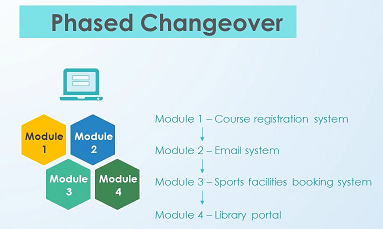 Phased Changeover
Module 1
Module 2
Module 3
Module 4
Module 1 – Course registration system
Module 2 – Email system
Module 3 – Sports facilities booking system
Module 4 – Library portal